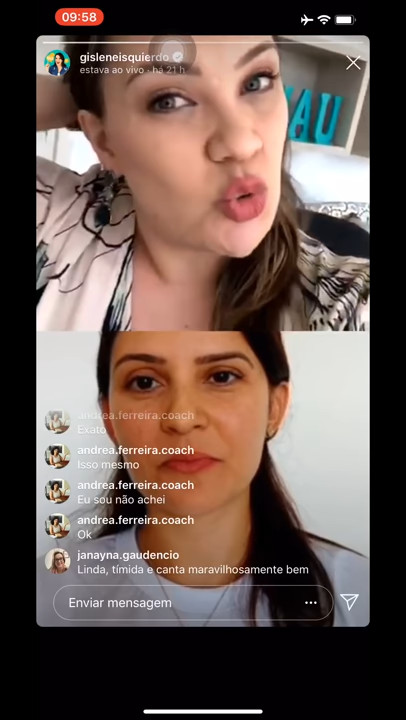 09:58
gisleneisquierdo
estava ao vivo · há 21 h
AU
andrea.ferreira.coach
Exato
andrea.ferreira.coach
Isso mesmo
andrea.ferreira.coach
Eu sou não achei
andrea.ferreira.coach
Ok
janayna.gaudencio
Linda, tímida e canta maravilhosamente bem
Enviar mensagem